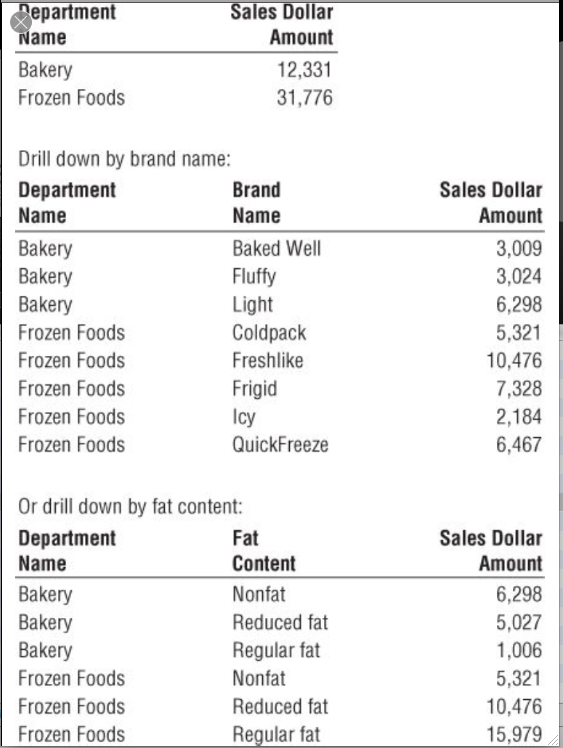 Department Sales Dollar
Name Amount
Bakery 12,331
Frozen Foods 31,776
Drill down by brand name:
Department Brand Sales Dollar
Name Name Amount
Bakery Baked Well 3,009
Bakery Fluffy 3,024
Bakery Light 6,298
Frozen Foods Coldpack 5,321
Frozen Foods Freshlike 10,476
Frozen Foods Frigid 7,328
Frozen Foods Icy 2,184
Frozen Foods QuickFreeze 6,467
Or drill down by fat content:
Department Fat Sales Dollar
Name Content Amount
Bakery Nonfat 6,298
Bakery Reduced fat 5,027
Bakery Regular fat 1,006
Frozen Foods Nonfat 5,321
Frozen Foods Reduced fat 10,476
Frozen Foods Regular fat 15,979